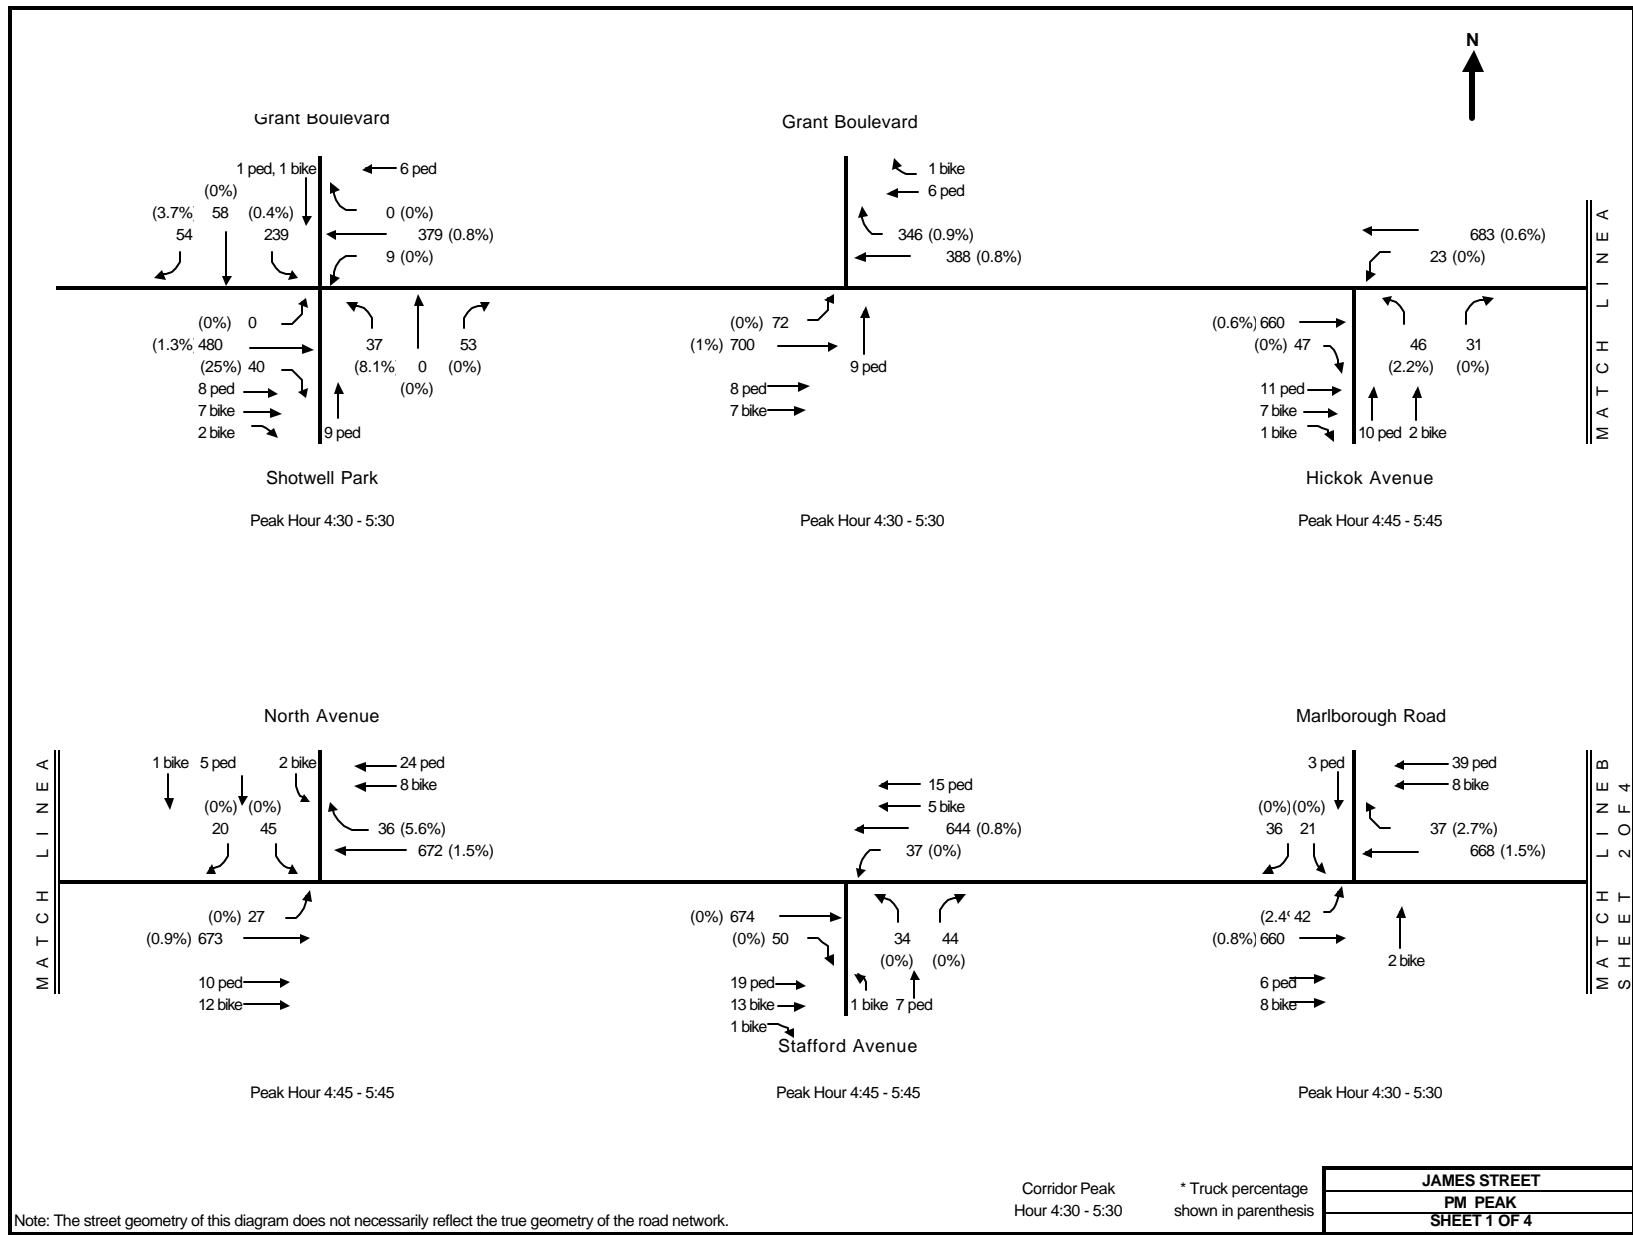 N
Grant Boulevard
1 ped, 1 bike
6 ped
(0%)
(3.7% 58 (0.4%)
54 239
0 (0%)
379 (0.8%)
9 (0%)
(0%) 0
(1.3% 480
(25%) 40
8 ped
7 bike
2 bike
37 53
(8.1% 0 (0%)
(0%)
9 ped
Shotwell Park
Peak Hour 4:30 - 5:30
Grant Boulevard
1 bike
6 ped
346 (0.9%)
388 (0.8%)
(0%) 72
(1%) 700
9 ped
8 ped
7 bike
Peak Hour 4:30 - 5:30
683 (0.6%)
23 (0%)
(0.6%) 660
(0%) 47
46 31
(2.2%) (0%)
11 ped
7 bike
1 bike
10 ped 2 bike
Hickok Avenue
Peak Hour 4:45 - 5:45
MATCH LINE A
MATCH LINE A
North Avenue
1 bike 5 ped 2 bike
24 ped
8 bike
(0%) (0%)
20 45
36 (5.6%)
672 (1.5%)
(0%) 27
(0.9%) 673
10 ped
12 bike
Peak Hour 4:45 - 5:45
15 ped
5 bike
644 (0.8%)
37 (0%)
(0%) 674
(0%) 50
34 44
(0%) (0%)
19 ped
13 bike
1 bike
1 bike 7 ped
Stafford Avenue
Peak Hour 4:45 - 5:45
Marlborough Road
3 ped
39 ped
8 bike
(0%) (0%)
36 21
37 (2.7%)
668 (1.5%)
(2.4 42
(0.8%) 660
2 bike
6 ped
8 bike
Peak Hour 4:30 - 5:30
MATCH LINE B
SHEET 2 OF 4
Note: The street geometry of this diagram does not necessarily reflect the true geometry of the road network.
Corridor Peak
Hour 4:30 - 5:30
* Truck percentage
shown in parenthesis
JAMES STREET
PM PEAK
SHEET 1 OF 4